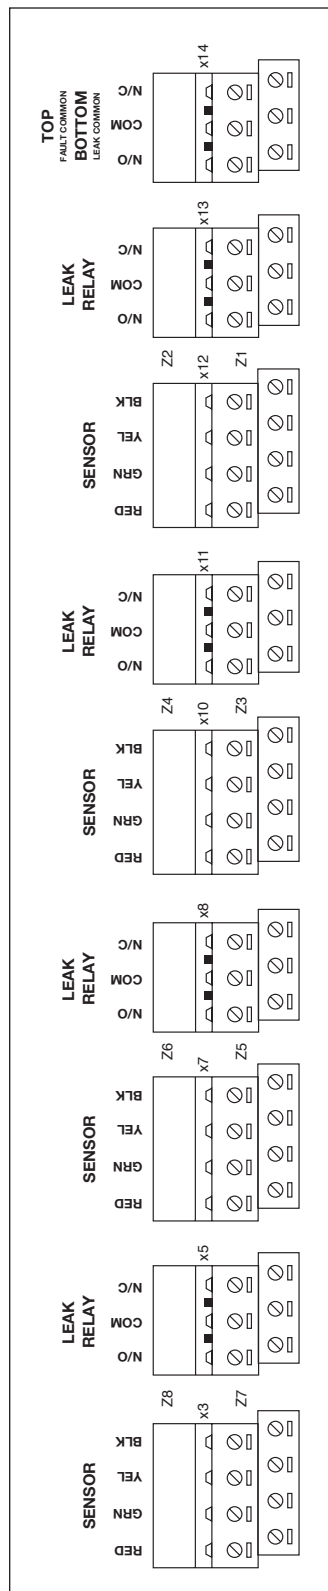 SENSOR
RED
GRN
YEL
BLK
Z8
x3
Z7
LEAK
RELAY
N/O
COM
N/C
x5
SENSOR
RED
GRN
YEL
BLK
Z6
x7
Z5
LEAK
RELAY
N/O
COM
N/C
x8
SENSOR
RED
GRN
YEL
BLK
Z4
x10
Z3
LEAK
RELAY
N/O
COM
N/C
x11
SENSOR
RED
GRN
YEL
BLK
Z2
x12
Z1
LEAK
RELAY
N/O
COM
N/C
x13
TOP
FAULT COMMON
BOTTOM
LEAK COMMON
N/O
COM
N/C
x14